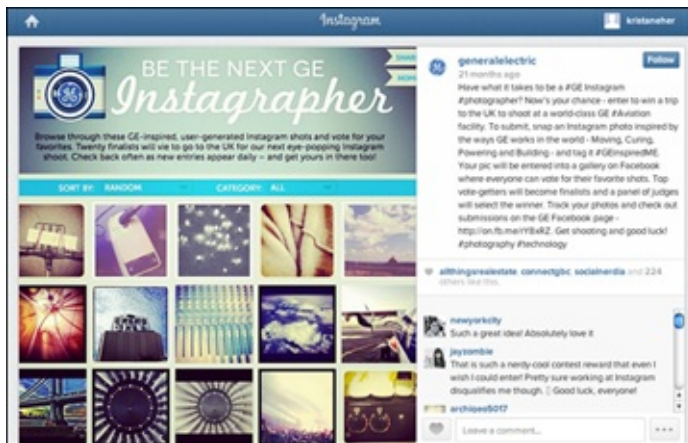 Instagram
kristaneher
BE THE NEXT GE
Instagrapher
Browse through these GE-inspired, user-generated Instagram shots and vote for your
favorites. Twenty finalists will vie to go to the UK for our next eye-popping Instagram
shoot. Check back often as new entries appear daily – and get yours in there too!
SHARE
HOME
SORT BY: RANDOM CATEGORY: ALL
generalelectric
Follow
21 months ago
Have what it takes to be a #GE Instagram
#photographer? Now's your chance - enter to win a trip
to the UK to shoot at a world-class GE #Aviation
facility. To submit, snap an Instagram photo inspired by
the ways GE works in the world - Moving, Curing,
Powering and Building - and tag it #GEInspiredME.
Your pic will be entered into a gallery on Facebook
where everyone can vote for their favorite shots. Top
vote-getters will become finalists and a panel of judges
will select the winner. Track your photos and check out
submissions on the GE Facebook page -
Get shooting and good luck!
#photography #technology
allthingsrealestate, connectgbc, socialnerdia and 224
others like this.
newyorkcity
Such a great idea! Absolutely love it
jayzombie
That is such a nerdy-cool contest reward that even I
wish I could enter! Pretty sure working at Instagram
disqualifies me though. Good luck, everyone!
Leave a comment...